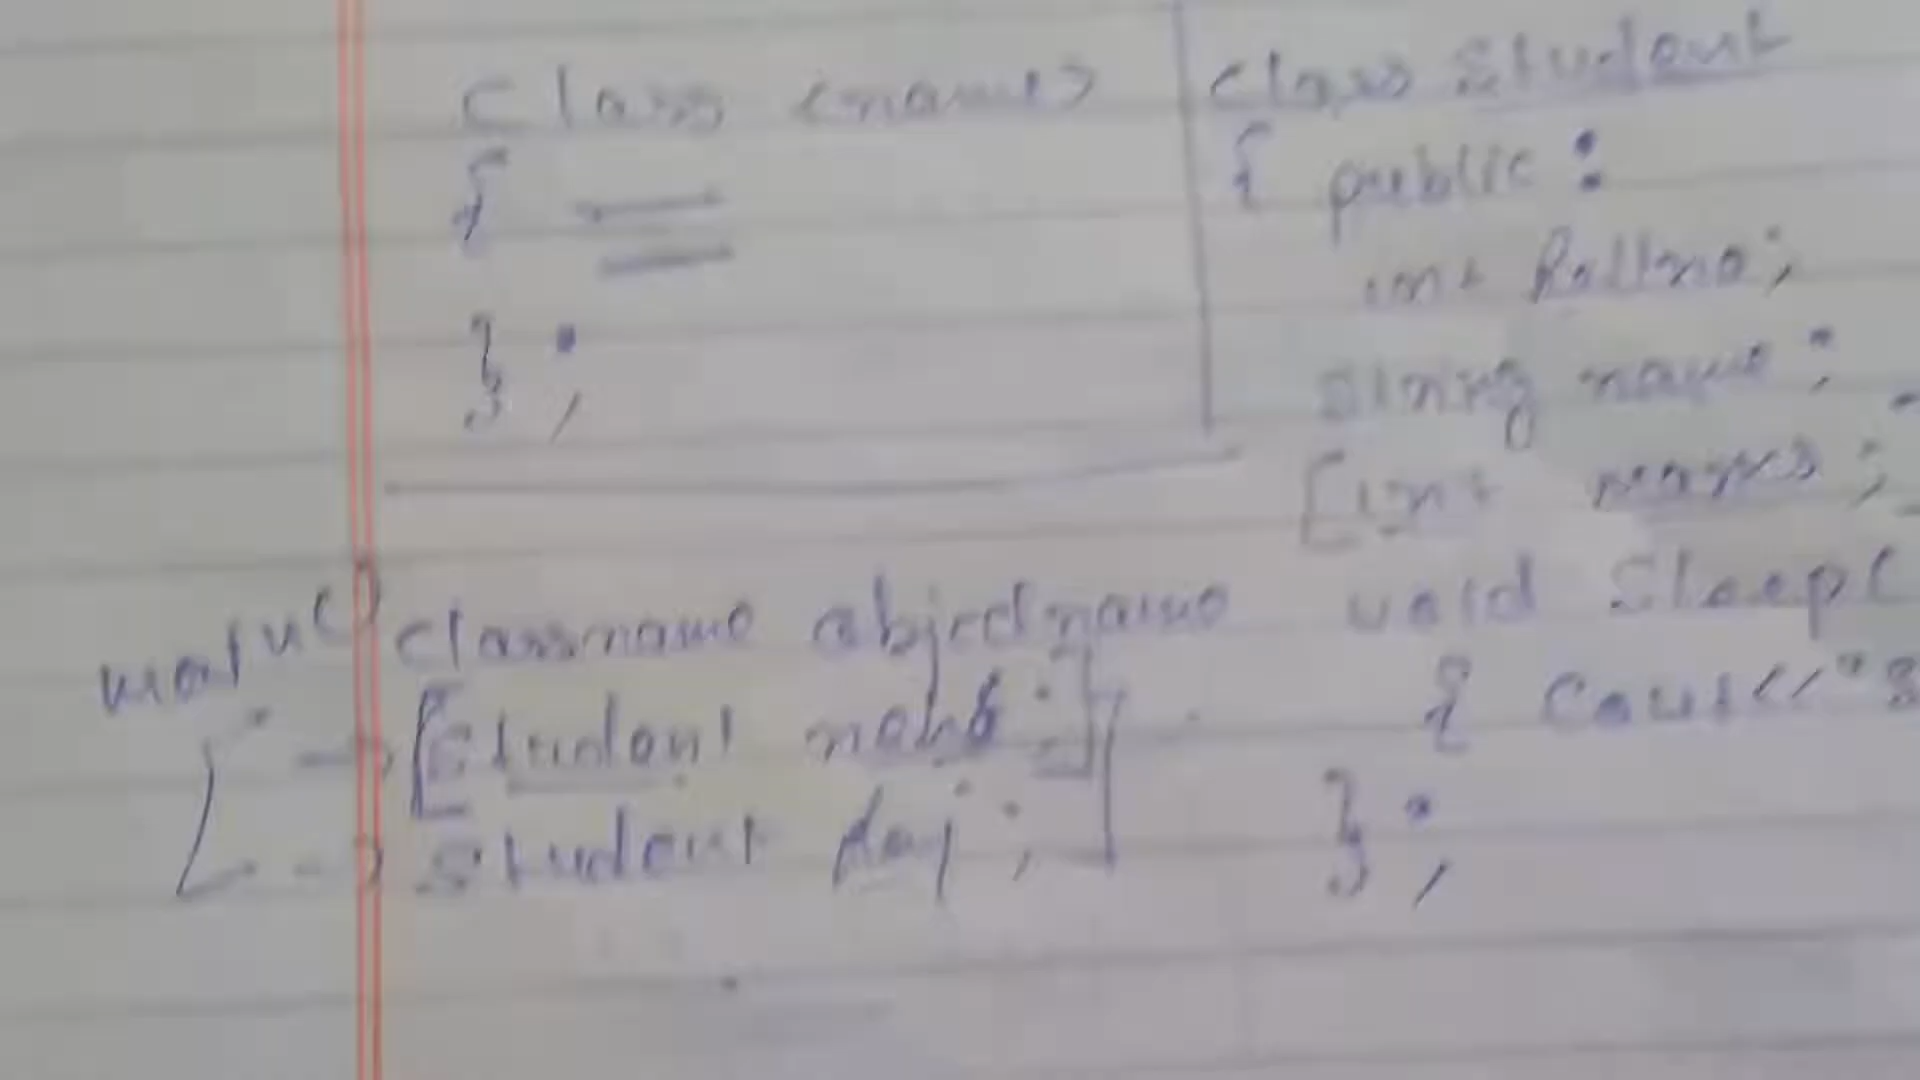 Class <name>
{
};
class Student
{ public :
int Rollno;
string name;
[int marks;
void Sleep(
{ cout<<"S
};
main()
classname objectname
[Student
Student